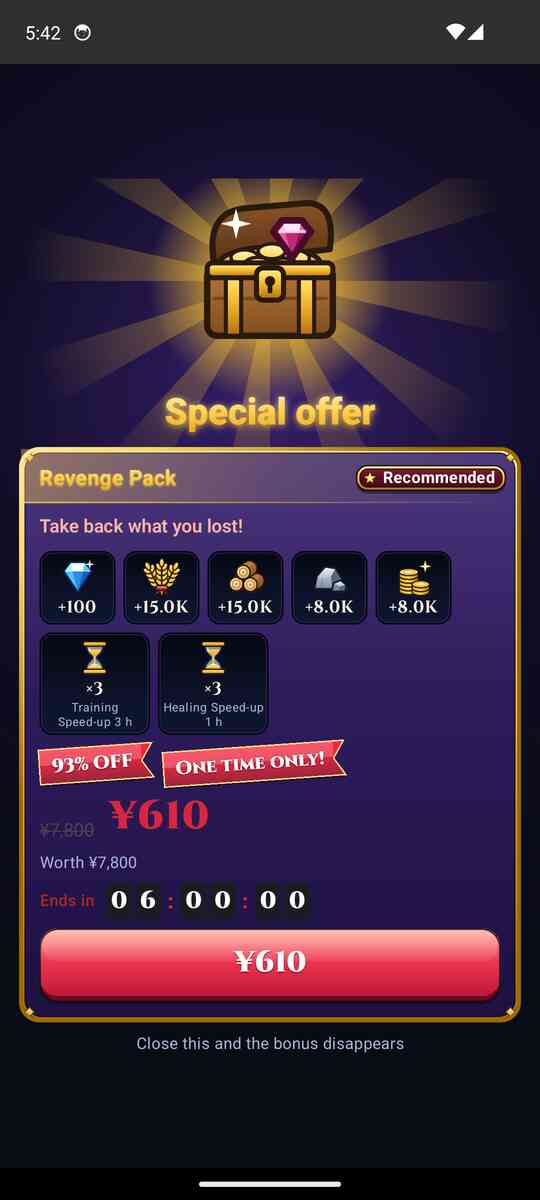 5:42
Special offer
Revenge Pack
★ Recommended
Take back what you lost!
+100
+15.0K
+15.0K
+8.0K
+8.0K
×3
Training
Speed-up 3 h
×3
Healing Speed-up
1 h
93% OFF
ONE TIME ONLY!
¥7,800
¥610
Worth ¥7,800
Ends in 06:00:00
¥610
Close this and the bonus disappears